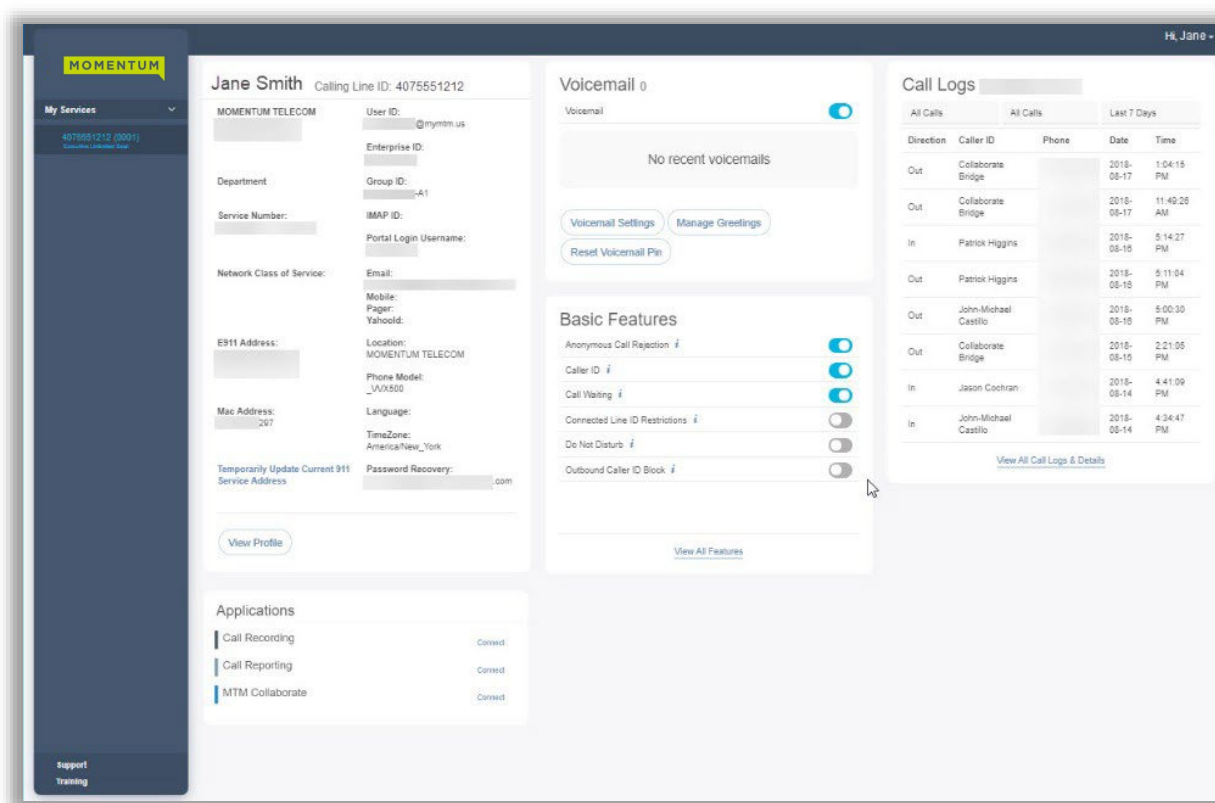 MOMENTUM
Hi, Jane
My Services
4075551212 (0001)
Jane Smith Calling Line ID: 4075551212
MOMENTUM TELECOM
User ID:
@mymtm.us
Enterprise ID:
Department
Group ID:
-A1
Service Number:
IMAP ID:
Portal Login Username:
Network Class of Service:
Email:
Mobile:
Pager:
YahooId:
E911 Address:
Location:
MOMENTUM TELECOM
Phone Model:
_VVX500
Mac Address:
297
Language:
TimeZone:
America/New_York
Temporarily Update Current 911
Service Address
Password Recovery:
.com
View Profile
Applications
Call Recording Connect
Call Reporting Connect
MTM Collaborate Connect
Voicemail 0
Voicemail
No recent voicemails
Voicemail Settings Manage Greetings
Reset Voicemail Pin
Basic Features
Anonymous Call Rejection i
Caller ID i
Call Waiting i
Connected Line ID Restrictions i
Do Not Disturb i
Outbound Caller ID Block i
View All Features
Call Logs
All Calls All Calls Last 7 Days
Direction Caller ID Phone Date Time
Out Collaborate Bridge 2018-08-17 1:04:15 PM
Out Collaborate Bridge 2018-08-17 11:49:26 AM
In Patrick Higgins 2018-08-16 5:14:27 PM
Out Patrick Higgins 2018-08-16 5:11:04 PM
Out John-Michael Castillo 2018-08-16 5:00:30 PM
Out Collaborate Bridge 2018-08-15 2:21:05 PM
In Jason Cochran 2018-08-14 4:41:09 PM
In John-Michael Castillo 2018-08-14 4:34:47 PM
View All Call Logs & Details
Support
Training